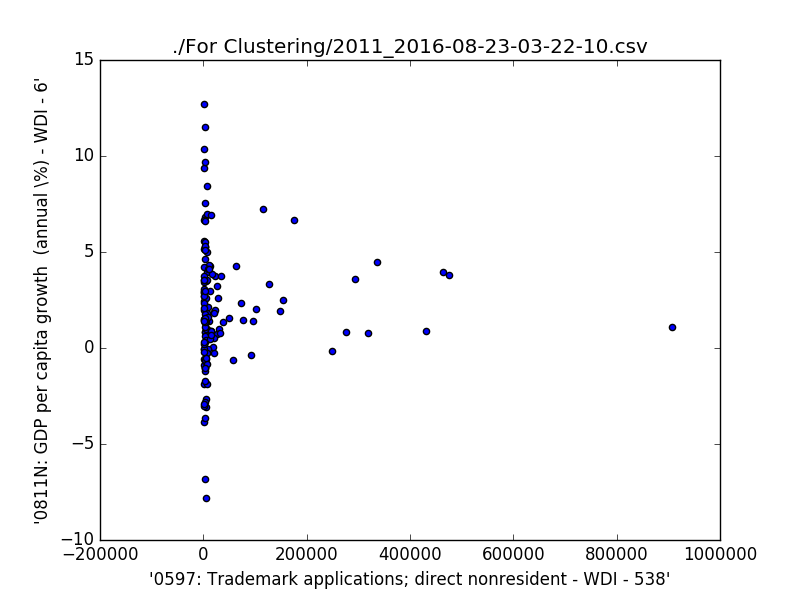 ./For Clustering/2011_2016-08-23-03-22-10.csv
15
10
5
0
−5
−10
'0811N: GDP per capita growth  (annual \%) - WDI - 6'
−200000 0 200000 400000 600000 800000 1000000
'0597: Trademark applications; direct nonresident - WDI - 538'